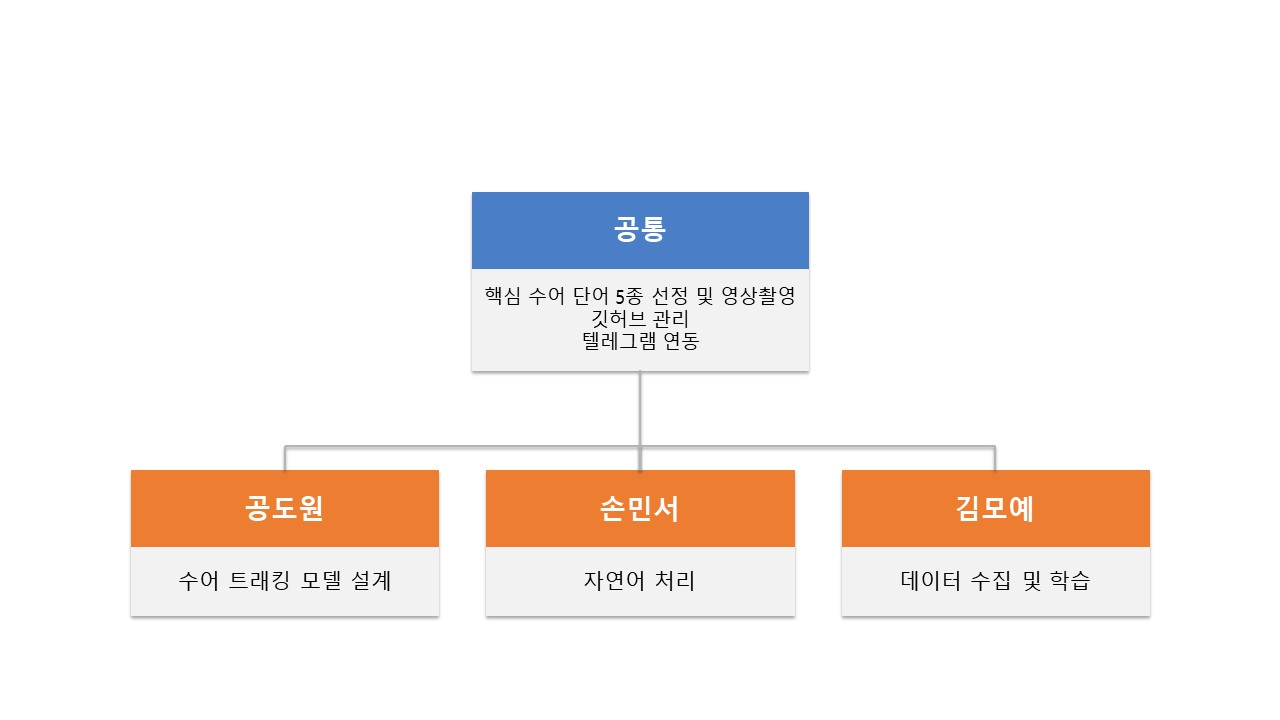 공통
핵심 수어 단어 5종 선정 및 영상촬영
깃허브 관리
텔레그램 연동
공도원
손민서
김모예
수어 트래킹 모델 설계
자연어 처리
데이터 수집 및 학습